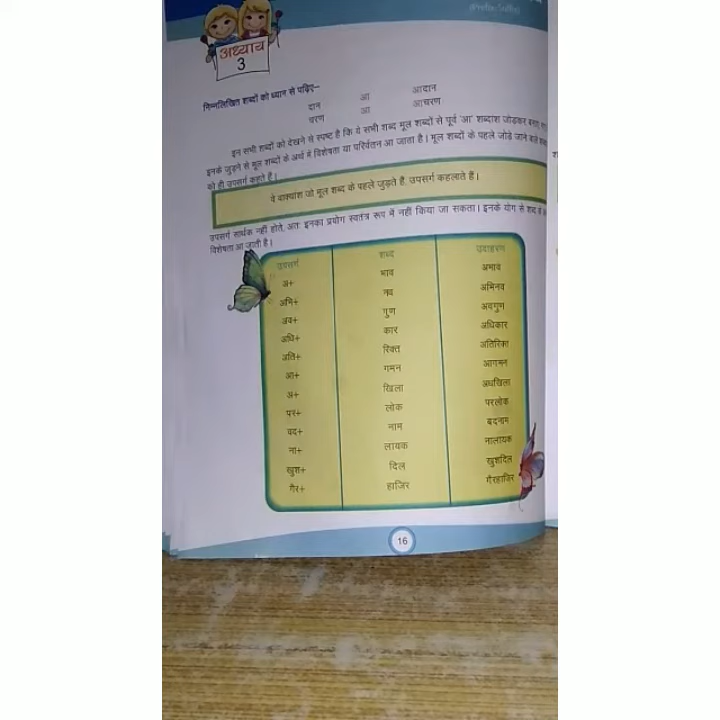 (Prefix, Suffix)
अध्याय
3
निम्नलिखित शब्दों को ध्यान से पढ़िए–
दान आ आदान
चरण आ आचरण
इन सभी शब्दों को देखने से स्पष्ट है कि ये सभी शब्द मूल शब्दों से पूर्व 'आ' शब्दांश जोड़कर बनाए
इनके जुड़ने से मूल शब्दों के अर्थ में विशेषता या परिवर्तन आ जाता है। मूल शब्दों के पहले जोड़े जाने वाले
को ही उपसर्ग कहते हैं।
ये वाक्यांश जो मूल शब्द के पहले जुड़ते हैं, उपसर्ग कहलाते हैं।
उपसर्ग सार्थक नहीं होते, अतः इनका प्रयोग स्वतंत्र रूप में नहीं किया जा सकता। इनके योग से शब्द में
विशेषता आ जाती है।
उपसर्ग शब्द उदाहरण
अ+ भाव अभाव
अभि+ नव अभिनव
अव+ गुण अवगुण
अधि+ कार अधिकार
अति+ रिक्त अतिरिक्त
आ+ गमन आगमन
अ+ खिला अधखिला
पर+ लोक परलोक
बद+ नाम बदनाम
ना+ लायक नालायक
खुश+ दिल खुशदिल
गैर+ हाजिर गैरहाजिर
16